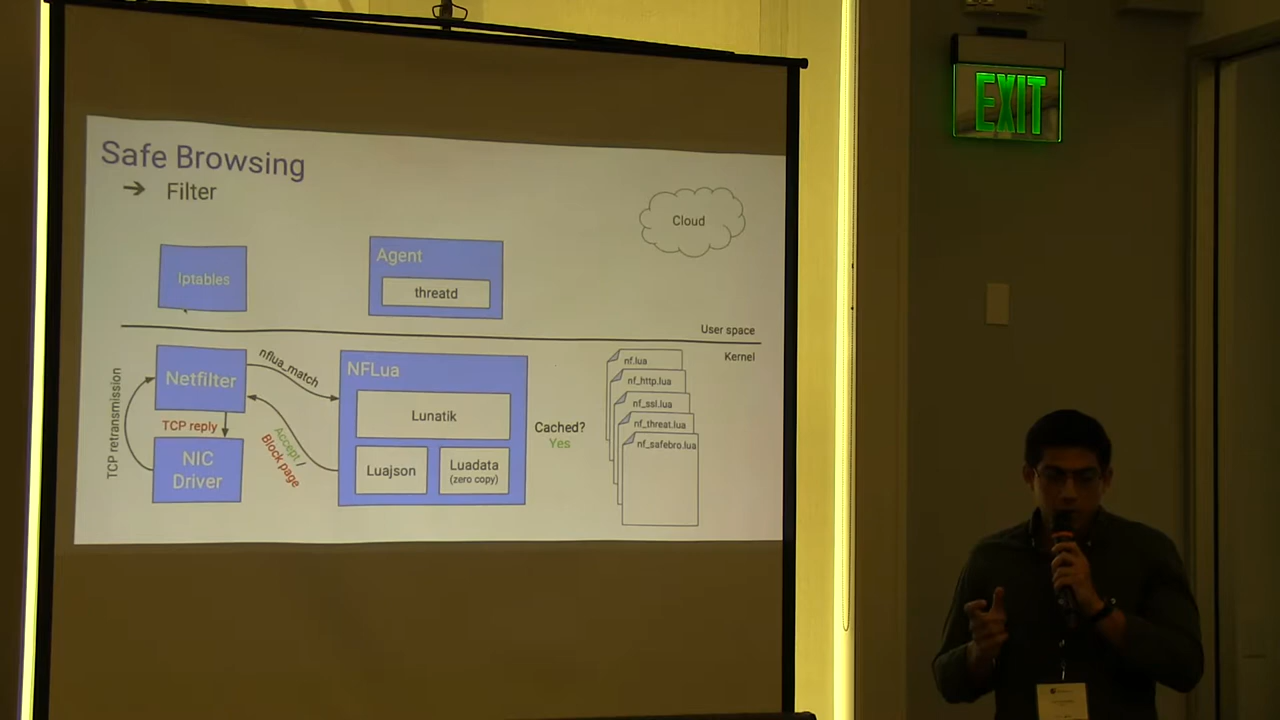 Safe Browsing
➔ Filter
Cloud
Iptables
Agent
threatd
User space
Kernel
Netfilter
nflua_match
NFLua
Lunatik
Luajson
Luadata
(zero copy)
TCP retransmission
TCP reply
NIC
Driver
Accept /
Block page
Cached?
Yes
nf.lua
nf_http.lua
nf_ssl.lua
nf_threat.lua
nf_safebro.lua
EXIT